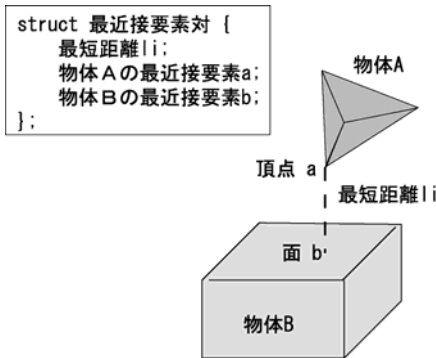 struct 最近接要素対 {
最短距離li;
物体Aの最近接要素a;
物体Bの最近接要素b;
};
物体A
頂点 a
最短距離li
面 b
物体B